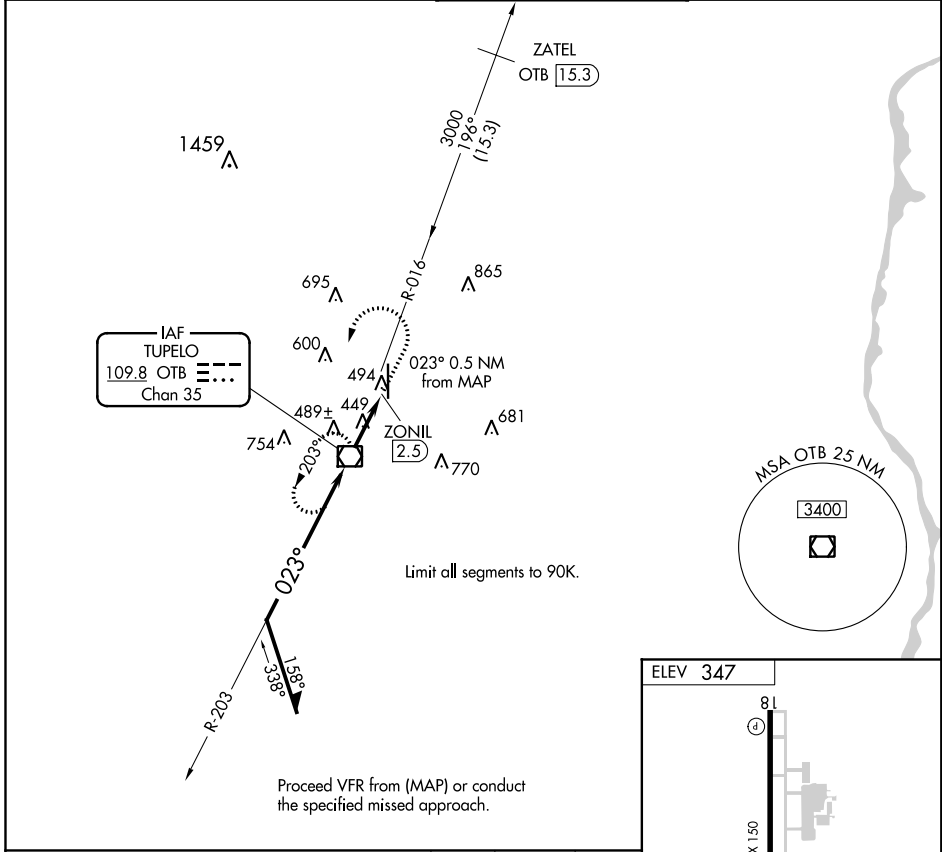 ZATEL
OTB 15.3
3000
196°
(15.3)
1459
R-016
695
865
IAF
TUPELO
109.8 OTB
Chan 35
600
023° 0.5 NM
from MAP
494
489±
449
ZONIL
2.5
681
754
203°
770
MSA OTB 25 NM
3400
023°
Limit all segments to 90K.
158°
338°
R-203
ELEV 347
18
P
Proceed VFR from (MAP) or conduct
the specified missed approach.
X 150